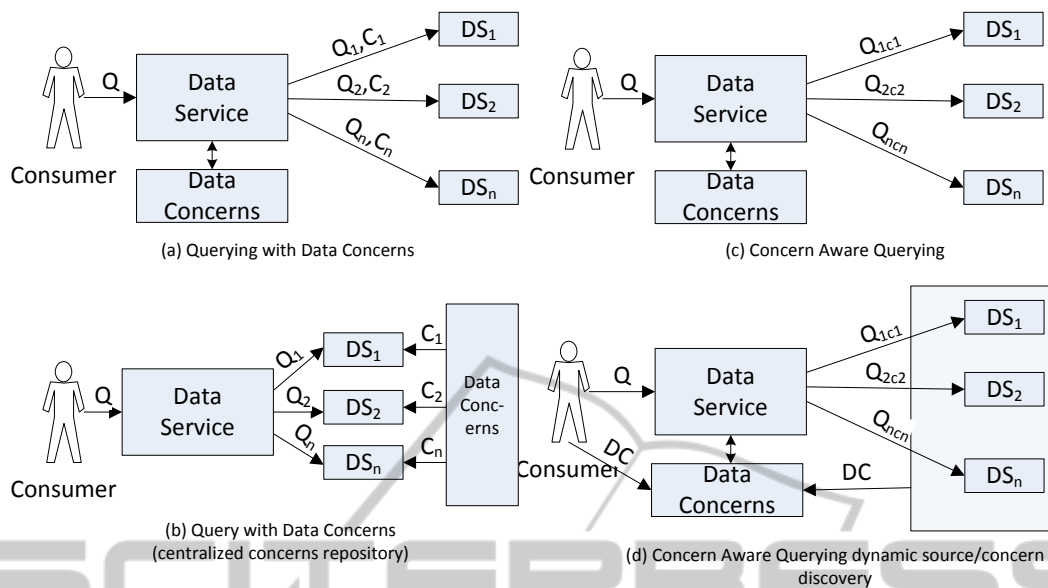 Q
Consumer
Data
Service
Data
Concerns
Q1,C1
Q2,C2
Qn,Cn
DS1
DS2
DSn
(a) Querying with Data Concerns
Q
Consumer
Data
Service
Data
Concerns
Q1c1
Q2c2
Qncn
DS1
DS2
DSn
(c) Concern Aware Querying
Q
Consumer
Data
Service
Q1
Q2
Qn
DS1
DS2
DSn
C1
C2
Cn
Data
Conc-
erns
(b) Query with Data Concerns
(centralized concerns repository)
Q
Consumer
DC
Data
Service
Data
Concerns
Q1c1
Q2c2
Qncn
DS1
DS2
DSn
DC
(d) Concern Aware Querying dynamic source/concern
discovery
SCITEPRESS